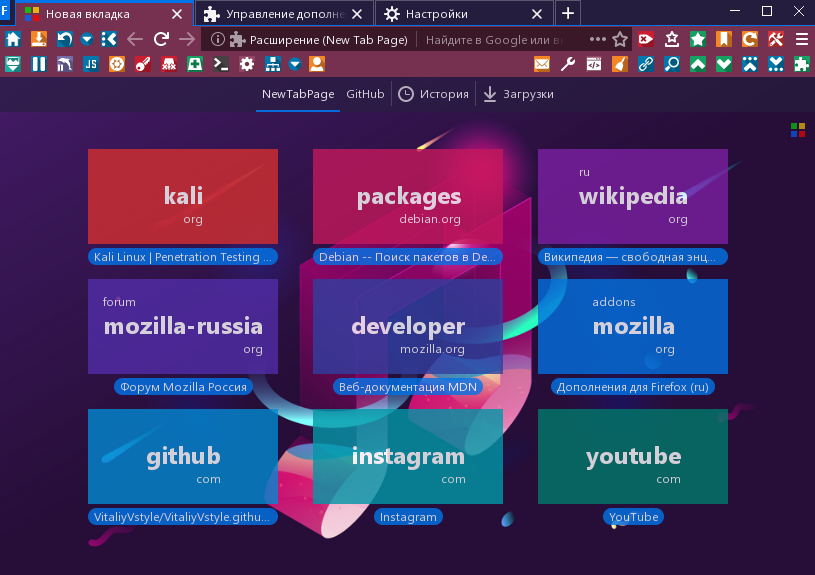 F
Новая вкладка
Управление дополне
Настройки
Расширение (New Tab Page)
Найдите в Google или в
JS
NewTabPage
GitHub
История
Загрузки
kali
org
Kali Linux | Penetration Testing ...
packages
debian.org
Debian -- Поиск пакетов в De...
ru
wikipedia
org
Википедия — свободная энц...
forum
mozilla-russia
org
Форум Mozilla Россия
developer
mozilla.org
Веб-документация MDN
addons
mozilla
org
Дополнения для Firefox (ru)
github
com
VitaliyVstyle/VitaliyVstyle.githu...
instagram
com
Instagram
youtube
com
YouTube